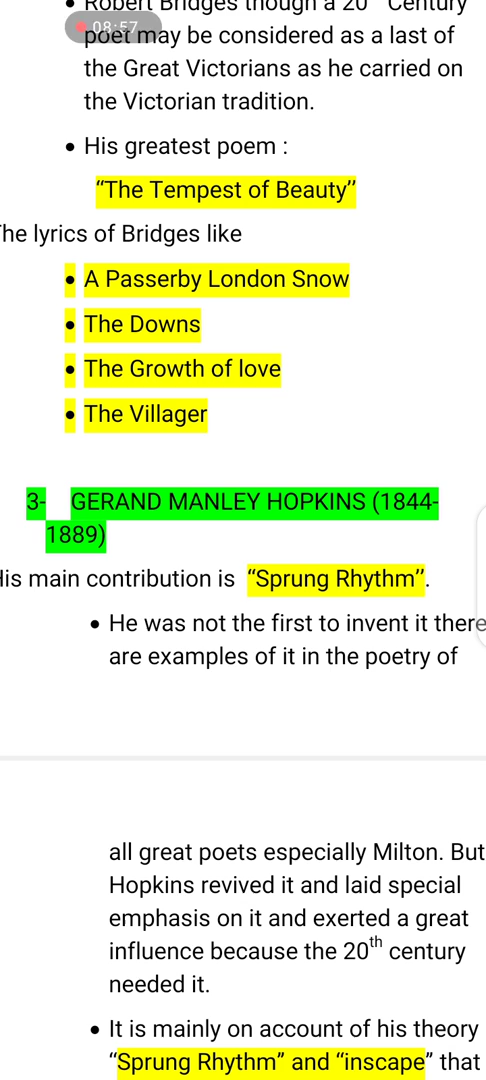 • Robert Bridges though a 20th Century
08:57
poet may be considered as a last of
the Great Victorians as he carried on
the Victorian tradition.
• His greatest poem :
“The Tempest of Beauty”
he lyrics of Bridges like
• A Passerby London Snow
• The Downs
• The Growth of love
• The Villager
3- GERAND MANLEY HOPKINS (1844-
1889)
His main contribution is “Sprung Rhythm”.
• He was not the first to invent it there
are examples of it in the poetry of
all great poets especially Milton. But
Hopkins revived it and laid special
emphasis on it and exerted a great
influence because the 20th century
needed it.
• It is mainly on account of his theory
“Sprung Rhythm” and “inscape” that